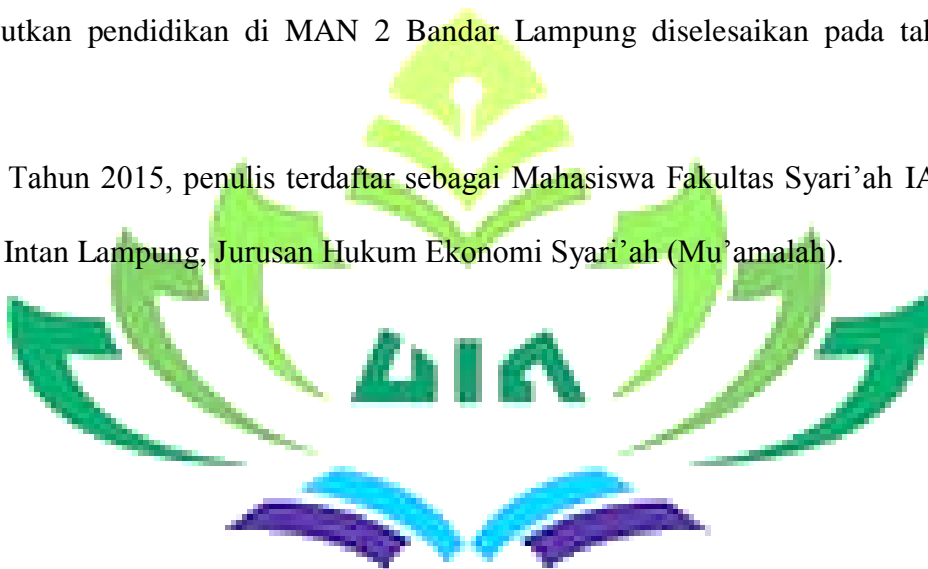 utkan pendidikan di MAN 2 Bandar Lampung diselesaikan pada tal
Tahun 2015, penulis terdaftar sebagai Mahasiswa Fakultas Syari’ah IA
Intan Lampung, Jurusan Hukum Ekonomi Syari’ah (Mu’amalah).
UIN